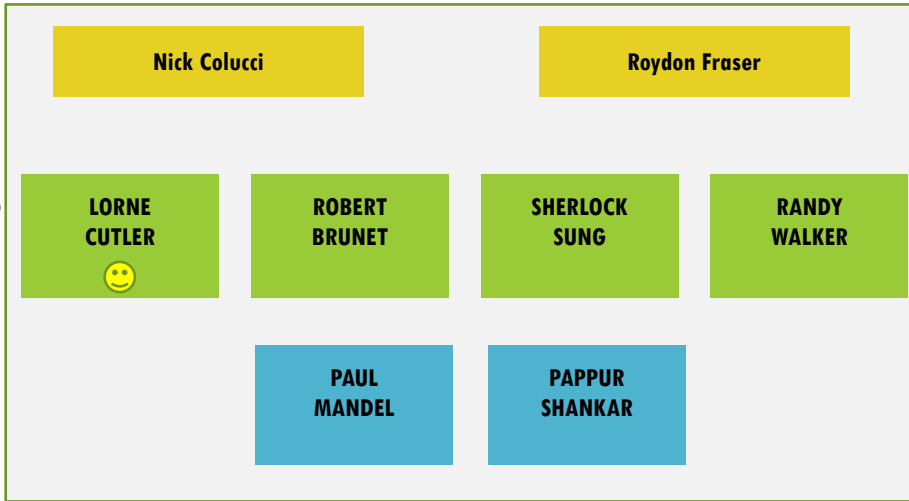 Nick Colucci
Roydon Fraser
LORNE
CUTLER
ROBERT
BRUNET
SHERLOCK
SUNG
RANDY
WALKER
PAUL
MANDEL
PAPPUR
SHANKAR